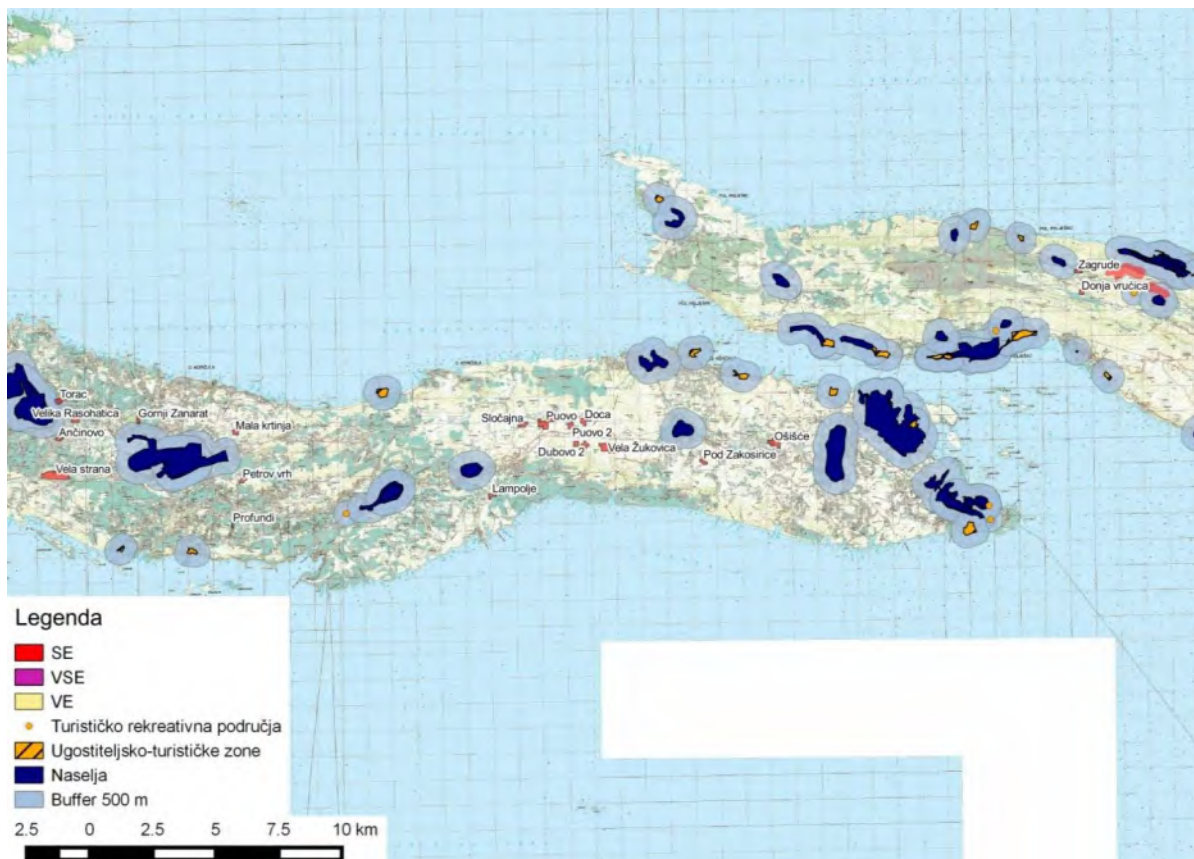 Zagrude
Donja vrućica
Torac
Velika Rasohatica
Gornji Zanarat
Ančinovo
Mala krtinja
Vela strana
Petrov vrh
Profundi
Sločajna
Puovo
Doca
Puovo 2
Dubovo 2
Vela Žukovica
Ošišće
Pod Zakosirice
Lampolje
Legenda
SE
VSE
VE
Turističko rekreativna područja
Ugostiteljsko-turističke zone
Naselja
Buffer 500 m
2.5 0 2.5 5 7.5 10 km